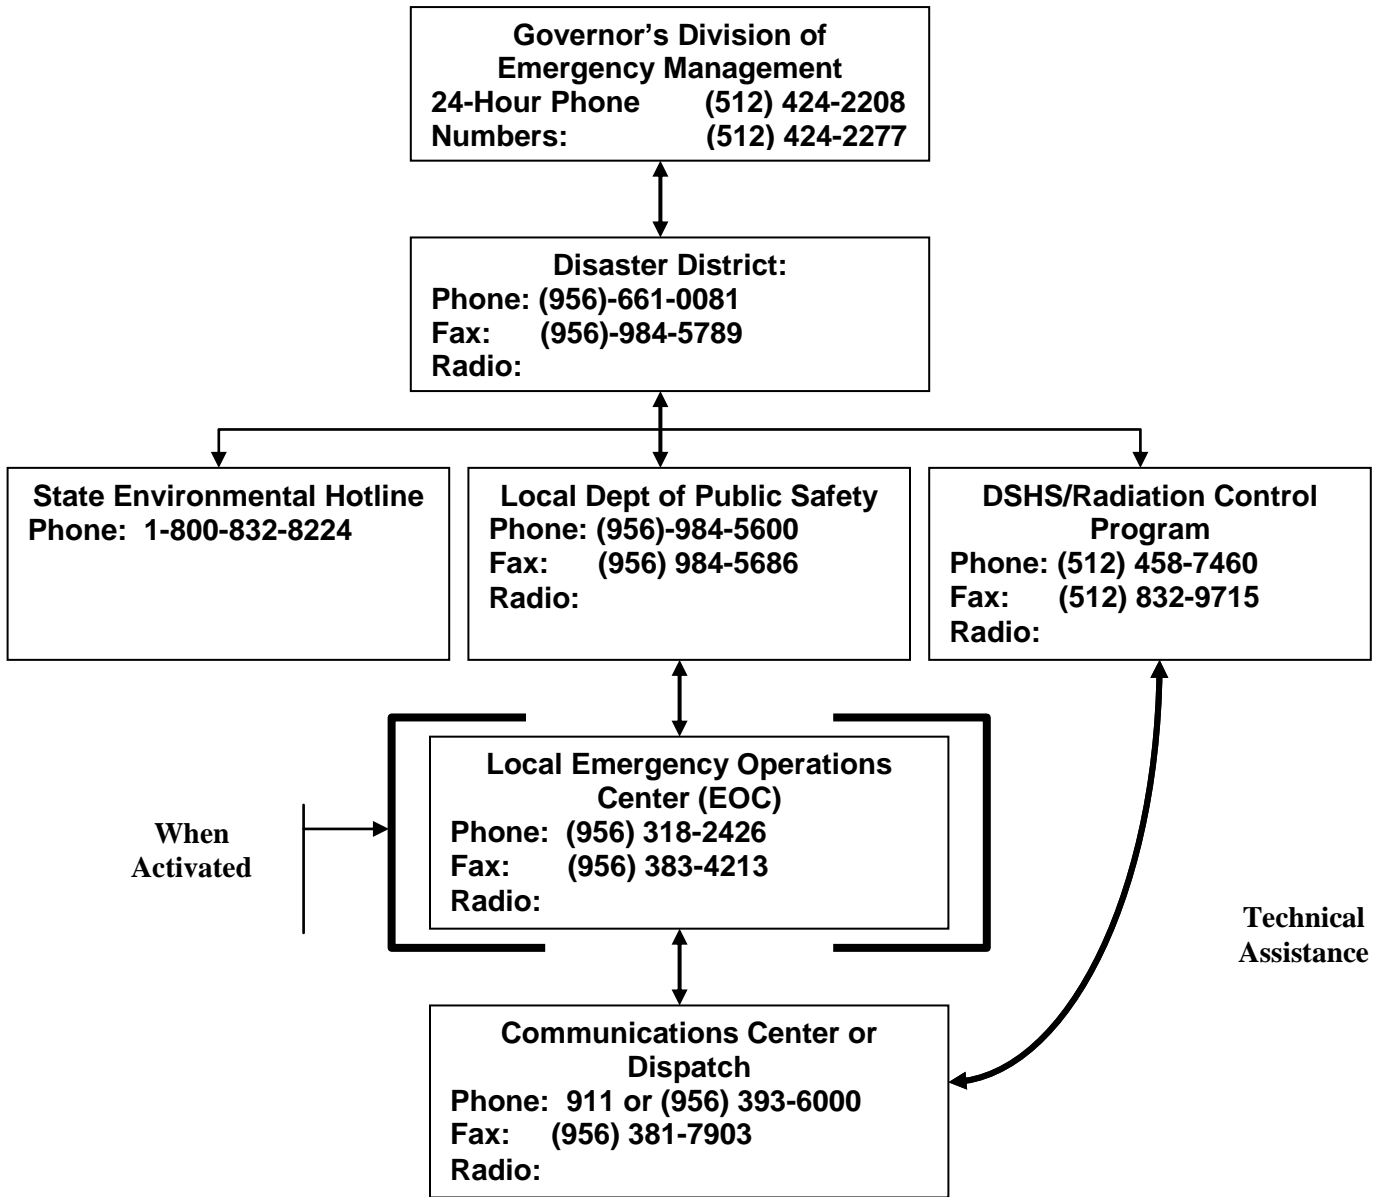 Governor’s Division of
Emergency Management
24-Hour Phone (512) 424-2208
Numbers: (512) 424-2277
Disaster District:
Phone: (956)-661-0081
Fax: (956)-984-5789
Radio:
State Environmental Hotline
Phone: 1-800-832-8224
Local Dept of Public Safety
Phone: (956)-984-5600
Fax: (956) 984-5686
Radio:
DSHS/Radiation Control
Program
Phone: (512) 458-7460
Fax: (512) 832-9715
Radio:
When
Activated
Local Emergency Operations
Center (EOC)
Phone: (956) 318-2426
Fax: (956) 383-4213
Radio:
Technical
Assistance
Communications Center or
Dispatch
Phone: 911 or (956) 393-6000
Fax: (956) 381-7903
Radio: